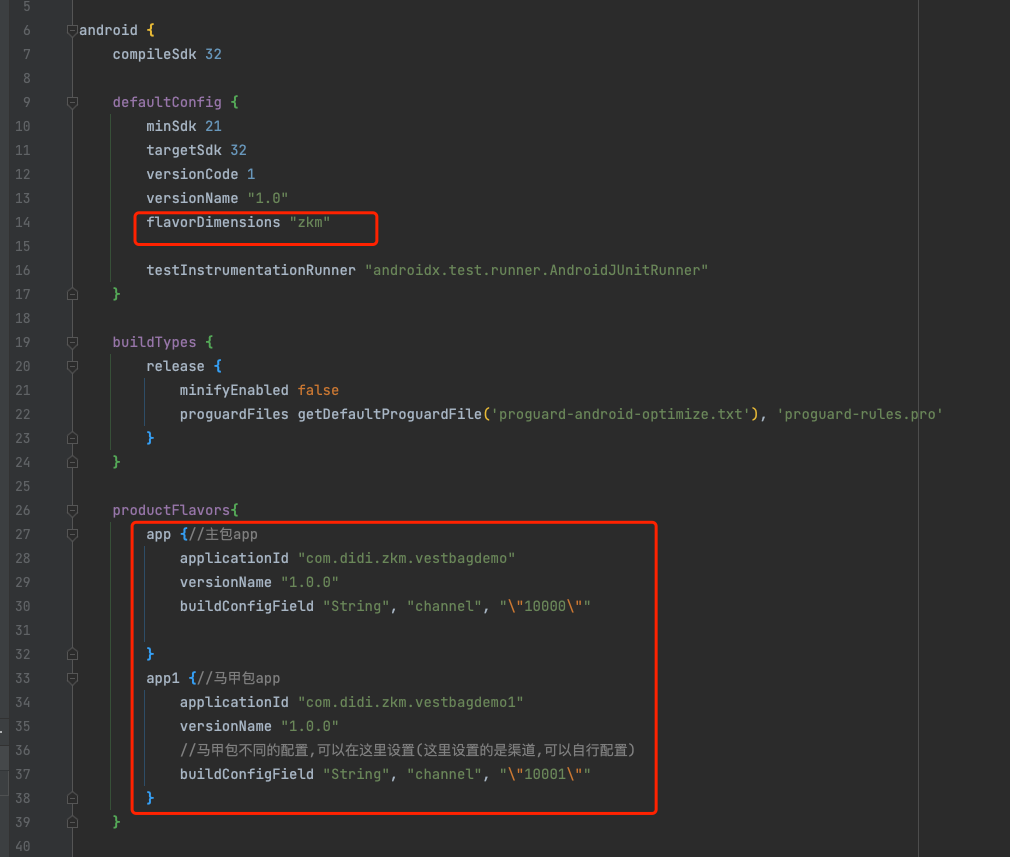 5
6 android {
7 compileSdk 32
8
9 defaultConfig {
10 minSdk 21
11 targetSdk 32
12 versionCode 1
13 versionName "1.0"
14 flavorDimensions "zkm"
15
16 testInstrumentationRunner "androidx.test.runner.AndroidJUnitRunner"
17 }
18
19 buildTypes {
20 release {
21 minifyEnabled false
22 proguardFiles getDefaultProguardFile('proguard-android-optimize.txt'), 'proguard-rules.pro'
23 }
24 }
25
26 productFlavors{
27 app {//主包app
28 applicationId "com.didi.zkm.vestbagdemo"
29 versionName "1.0.0"
30 buildConfigField "String", "channel", "\"10000\""
31
32 }
33 app1 {//马甲包app
34 applicationId "com.didi.zkm.vestbagdemo1"
35 versionName "1.0.0"
36 //马甲包不同的配置,可以在这里设置(这里设置的是渠道,可以自行配置)
37 buildConfigField "String", "channel", "\"10001\""
38 }
39 }
40